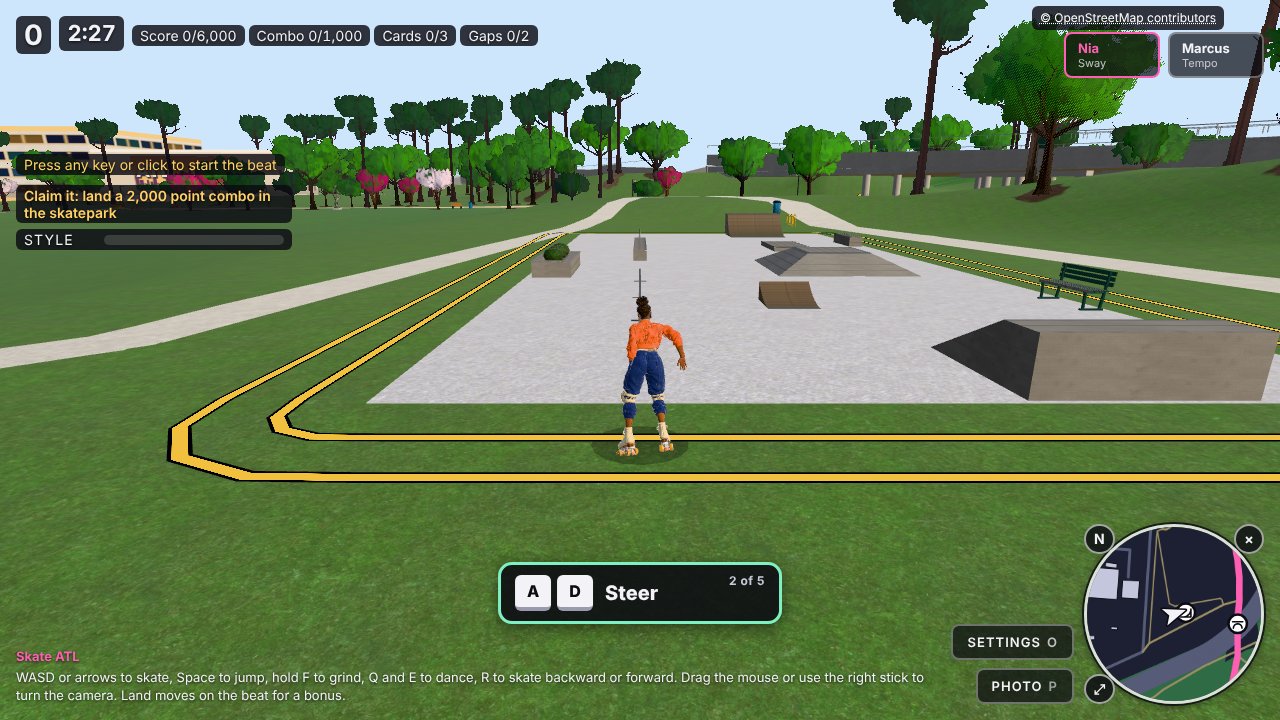 0
2:27
Score 0/6,000
Combo 0/1,000
Cards 0/3
Gaps 0/2
© OpenStreetMap contributors
Nia
Sway
Marcus
Tempo
Press any key or click to start the beat
Claim it: land a 2,000 point combo in
the skatepark
STYLE
A D Steer
2 of 5
N
×
2
SETTINGS O
PHOTO P
Skate ATL
WASD or arrows to skate, Space to jump, hold F to grind, Q and E to dance, R to skate backward or forward. Drag the mouse or use the right stick to
turn the camera. Land moves on the beat for a bonus.